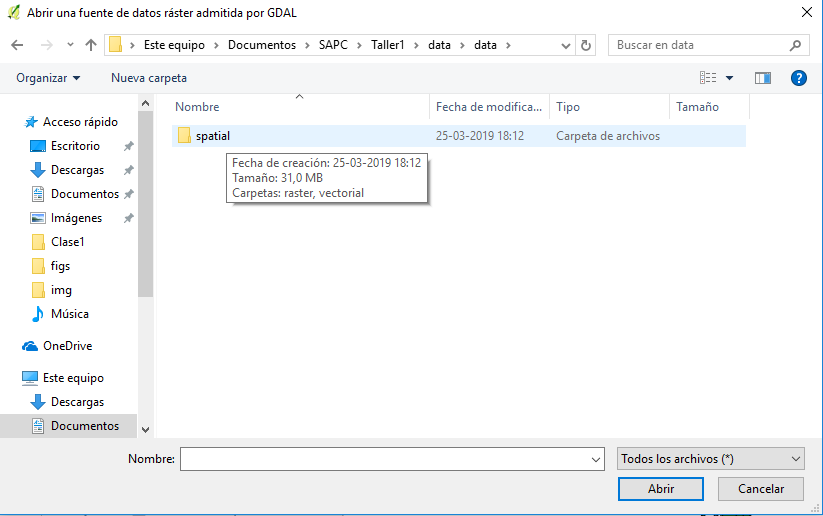 Abrir una fuente de datos ráster admitida por GDAL
Este equipo > Documentos > SAPC > Taller1 > data > data >
Buscar en data
Organizar
Nueva carpeta
Nombre
Fecha de modifica...
Tipo
Tamaño
spatial
25-03-2019 18:12
Carpeta de archivos
Fecha de creación: 25-03-2019 18:12
Tamaño: 31,0 MB
Carpetas: raster, vectorial
Acceso rápido
Escritorio
Descargas
Documentos
Imágenes
Clase1
figs
img
Música
OneDrive
Este equipo
Descargas
Documentos
Nombre:
Todos los archivos (*)
Abrir
Cancelar